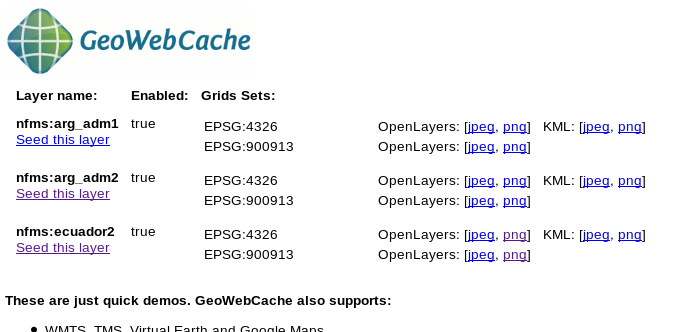 GeoWebCache
Layer name: Enabled: Grids Sets:
nfms:arg_adm1 true EPSG:4326 OpenLayers: [jpeg, png] KML: [jpeg, png]
Seed this layer EPSG:900913 OpenLayers: [jpeg, png]
nfms:arg_adm2 true EPSG:4326 OpenLayers: [jpeg, png] KML: [jpeg, png]
Seed this layer EPSG:900913 OpenLayers: [jpeg, png]
nfms:ecuador2 true EPSG:4326 OpenLayers: [jpeg, png] KML: [jpeg, png]
Seed this layer EPSG:900913 OpenLayers: [jpeg, png]
These are just quick demos. GeoWebCache also supports:
• WMTS, TMS, Virtual Earth and Google Maps